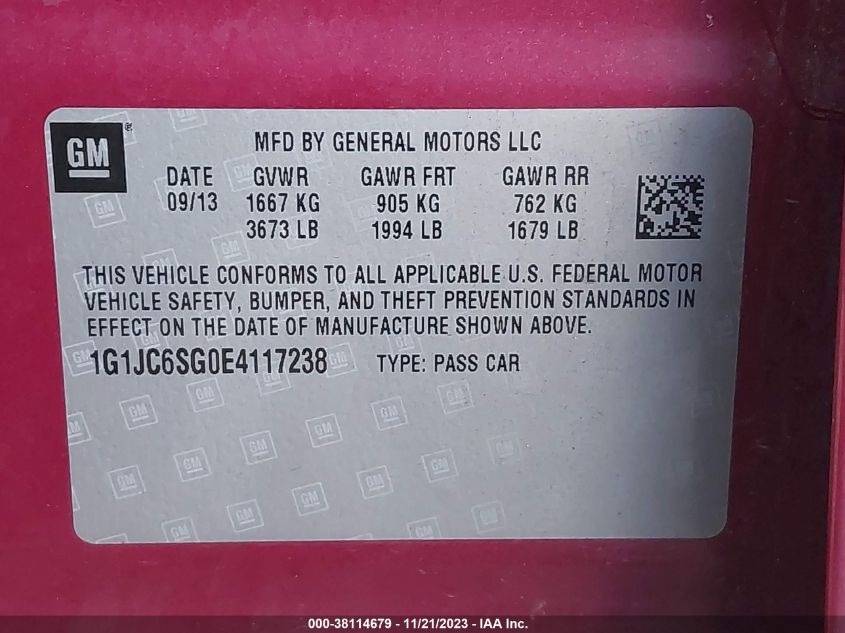 GM ®
MFD BY GENERAL MOTORS LLC
DATE GVWR GAWR FRT GAWR RR
09/13 1667 KG 905 KG 762 KG
3673 LB 1994 LB 1679 LB
THIS VEHICLE CONFORMS TO ALL APPLICABLE U.S. FEDERAL MOTOR
VEHICLE SAFETY, BUMPER, AND THEFT PREVENTION STANDARDS IN
EFFECT ON THE DATE OF MANUFACTURE SHOWN ABOVE.
1G1JC6SG0E4117238 TYPE: PASS CAR
000-38114679 - 11/21/2023 - IAA Inc.